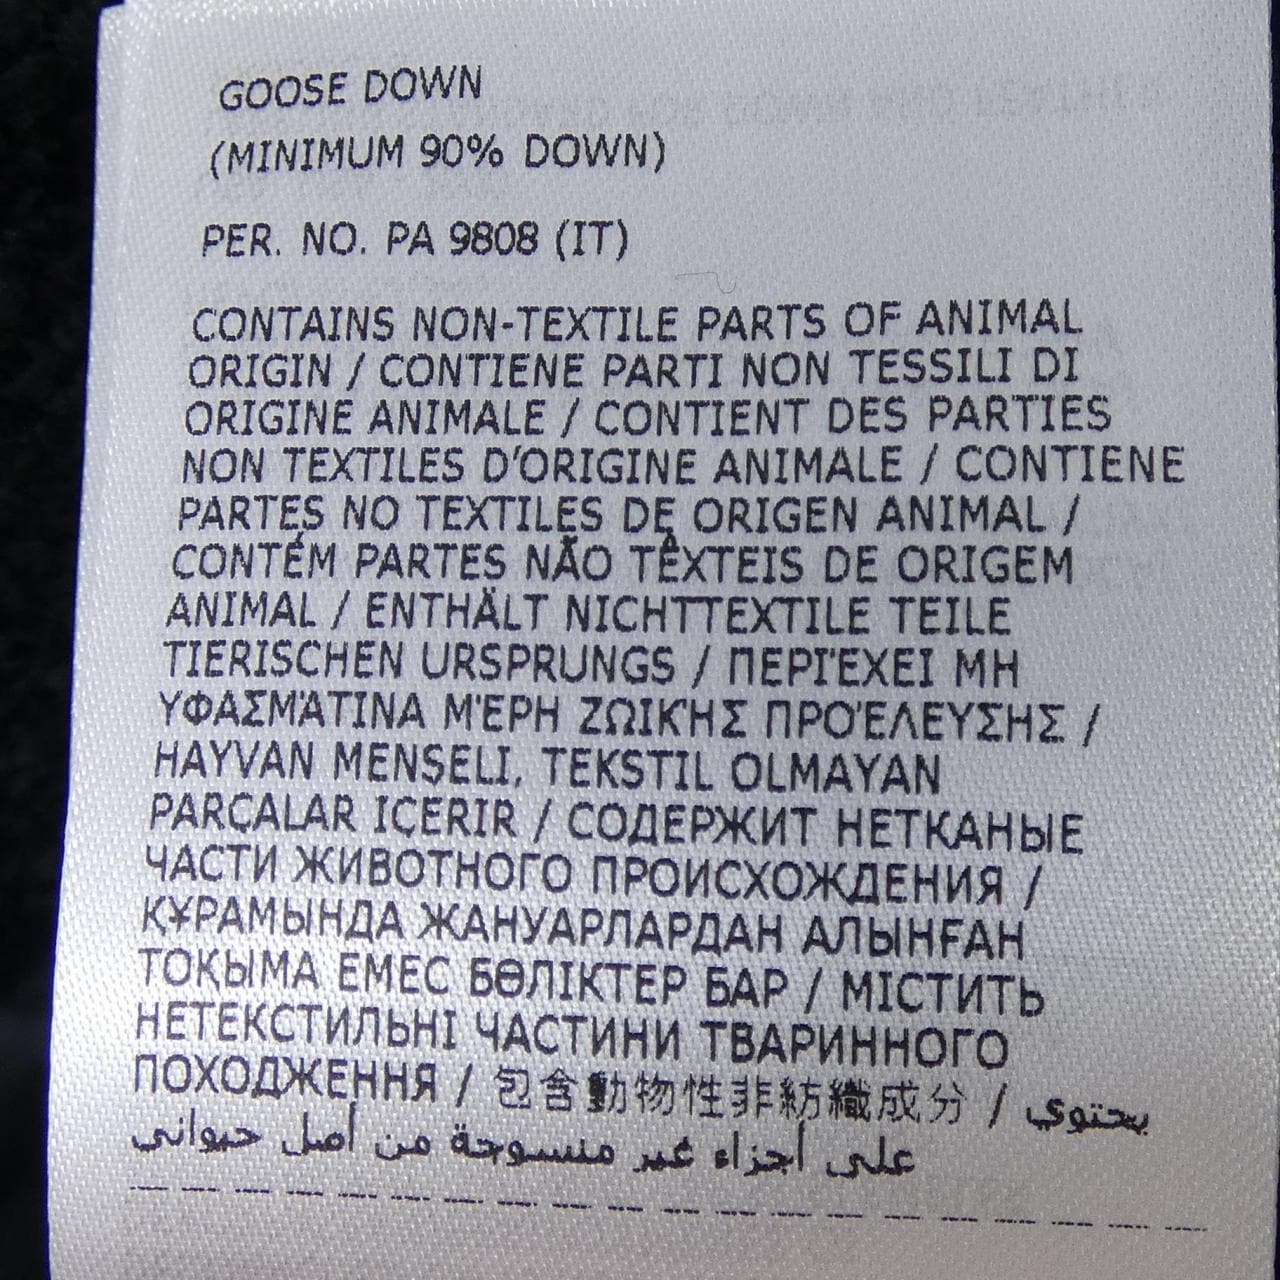 GOOSE DOWN
(MINIMUM 90% DOWN)
PER. NO. PA 9808 (IT)
CONTAINS NON-TEXTILE PARTS OF ANIMAL
ORIGIN / CONTIENE PARTI NON TESSILI DI
ORIGINE ANIMALE / CONTIENT DES PARTIES
NON TEXTILES D'ORIGINE ANIMALE / CONTIENE
PARTES NO TEXTILES DE ORIGEN ANIMAL /
CONTÉM PARTES NÃO TÊXTEIS DE ORIGEM
ANIMAL / ENTHÄLT NICHTTEXTILE TEILE
TIERISCHEN URSPRUNGS / ΠΕΡΙΈΧΕΙ ΜΗ
ΥΦΑΣΜΆΤΙΝΑ ΜΈΡΗ ΖΩΙΚΉΣ ΠΡΟΈΛΕΥΣΗΣ /
HAYVAN MENŞELI, TEKSTIL OLMAYAN
PARÇALAR IÇERIR / СОДЕРЖИТ НЕТКАНЫЕ
ЧАСТИ ЖИВОТНОГО ПРОИСХОЖДЕНИЯ /
ҚҰРАМЫНДА ЖАНУАРЛАРДАН АЛЫНҒАН
ТОҚЫМА ЕМЕС БӨЛІКТЕР БАР / МІСТИТЬ
НЕТЕКСТИЛЬНІ ЧАСТИНИ ТВАРИННОГО
ПОХОДЖЕННЯ / 包含動物性非紡織成分 / يحتوي
على أجزاء غير منسوجة من أصل حيواني